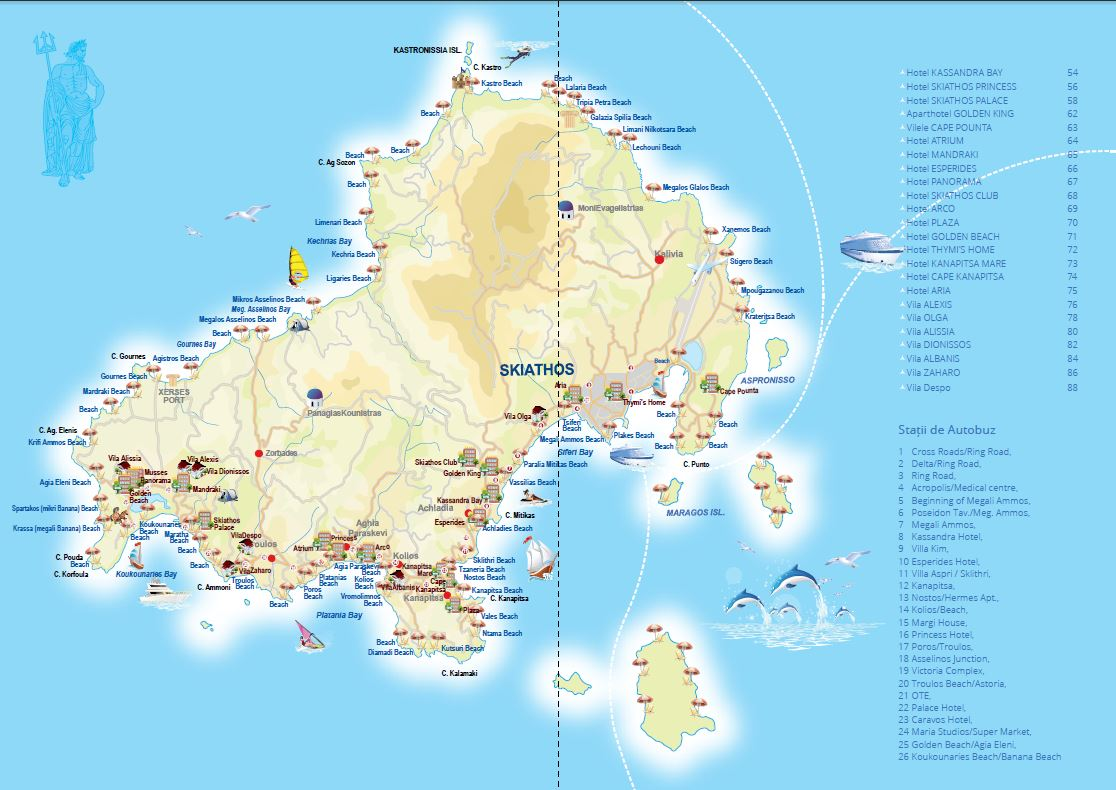 KASTRONISSIA ISL.
C. Kastro
Kastro Beach
Beach
Beach
Lalaria Beach
Tripia Petra Beach
Galazia Spilia Beach
Limani Nilkotsara Beach
Lechouni Beach
Beach
Beach
C. Ag Sozon
Beach
Megalos Gialos Beach
MoniEvagelistrias
Limenari Beach
Xanemos Beach
Kechrias Bay
Kechria Beach
Kalivia
Stigero Beach
Ligaries Beach
Mpougazanou Beach
Mikros Asselinos Beach
Meg. Asselinos Bay
Megalos Asselinos Beach
Krateritsa Beach
Beach
Gournes Bay
C. Gournes
Agistros Beach
Beach
Gournes Beach
SKIATHOS
ASPRONISSO
Mardraki Beach
XERSES
PORT
Aria
Cape Pounta
Thymi's Home
Beach
PanagiasKounistras
Vila Olga
Beach
Tsiferi
Beach
Beach
C. Ag. Elenis
Krifi Ammos Beach
Megali Ammos Beach
Plakes Beach
Beach
Beach
Siferi Bay
Zorbades
Vila Alissia
Vila Alexis
Vila Dionissos
Skiathos Club
Golden King
Paralia Mitikas Beach
C. Punto
Musses
Panorama
Agia Eleni Beach
Mandraki
Vassilias Beach
Golden
Beach
Kassandra Bay
Achladia
MARAGOS ISL.
Spartakos (mikri Banana) Beach
C. Mitikas
Koukounaries
Beach
Skiathos
Palace
Aghia
Paraskevi
Esperides
Krassa (megali Banana) Beach
Achladies Beach
Maratha
Beach
VilaDespo
Princess
Beach
Troulos
Atrium
Arco
Kolios
C. Pouda
Beach
Beach
Sklithri Beach
C. Korfoula
Koukounaries Bay
VilaZaharo
Agia Paraskevi
Kanapitsa
Mare
Tzaneria Beach
Troulos
Beach
Platanias
Beach
Kolios
Beach
Cape
Kanapitsa
Nostos Beach
C. Ammoni
Poros
Beach
VilaAlbanis
Kanapitsa Beach
Vromolimnos
Beach
Kanapitsa
C. Kanapitsa
Beach
Plaza
Platania Bay
Vales Beach
Ntama Beach
Beach
Diamadi Beach
Kutsuri Beach
C. Kalamaki
Hotel KASSANDRA BAY 54
Hotel SKIATHOS PRINCESS 56
Hotel SKIATHOS PALACE 58
Aparthotel GOLDEN KING 62
Vilele CAPE POUNTA 63
Hotel ATRIUM 64
Hotel MANDRAKI 65
Hotel ESPERIDES 66
Hotel PANORAMA 67
Hotel SKIATHOS CLUB 68
Hotel ARCO 69
Hotel PLAZA 70
Hotel GOLDEN BEACH 71
Hotel THYMI'S HOME 72
Hotel KANAPITSA MARE 73
Hotel CAPE KANAPITSA 74
Hotel ARIA 75
Vila ALEXIS 76
Vila OLGA 78
Vila ALISSIA 80
Vila DIONISSOS 82
Vila ALBANIS 84
Vila ZAHARO 86
Vila Despo 88
Stații de Autobuz
1 Cross Roads/Ring Road,
2 Delta/Ring Road,
3 Ring Road,
4 Acropolis/Medical centre,
5 Beginning of Megali Ammos,
6 Poseidon Tav./Meg. Ammos,
7 Megali Ammos,
8 Kassandra Hotel,
9 Villa Kim,
10 Esperides Hotel,
11 Villa Aspri / Sklithri,
12 Kanapitsa,
13 Nostos/Hermes Apt.,
14 Kolios/Beach,
15 Margi House,
16 Princess Hotel,
17 Poros/Troulos,
18 Asselinos Junction,
19 Victoria Complex,
20 Troulos Beach/Astoria,
21 OTE,
22 Palace Hotel,
23 Caravos Hotel,
24 Maria Studios/Super Market,
25 Golden Beach/Agia Eleni,
26 Koukounaries Beach/Banana Beach